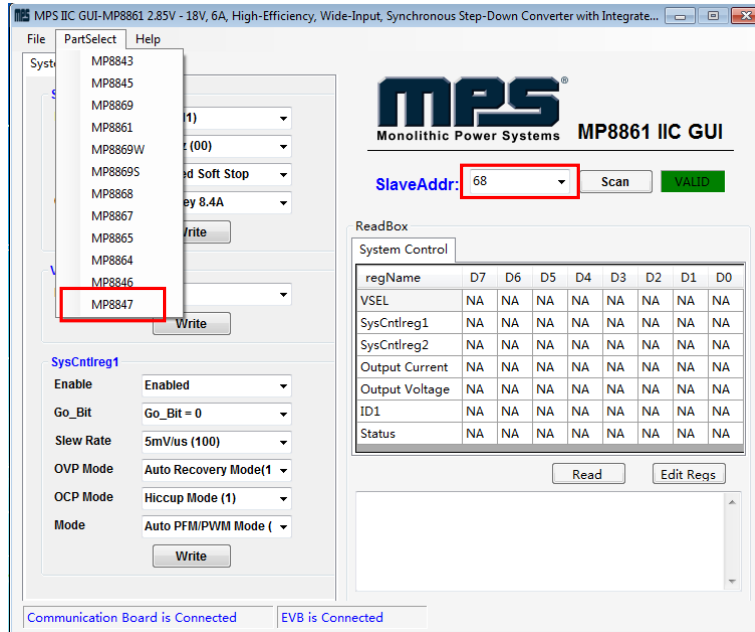 MPS IIC GUI-MP8861 2.85V - 18V, 6A, High-Efficiency, Wide-Input, Synchronous Step-Down Converter with Integrate...
File PartSelect Help
MP8843
MP8845
MP8869
MP8861
MP8869W
MP8869S
MP8868
MP8867
MP8865
MP8864
MP8846
MP8847
Syst
1)
(00)
ed Soft Stop
ey 8.4A
Write
Write
SysCntlreg1
Enable Enabled
Go_Bit Go_Bit = 0
Slew Rate 5mV/us (100)
OVP Mode Auto Recovery Mode(1
OCP Mode Hiccup Mode (1)
Mode Auto PFM/PWM Mode (
Write
mps®
Monolithic Power Systems MP8861 IIC GUI
SlaveAddr: 68 Scan VALID
ReadBox
System Control
regName D7 D6 D5 D4 D3 D2 D1 D0
VSEL NA NA NA NA NA NA NA NA
SysCntlreg1 NA NA NA NA NA NA NA NA
SysCntlreg2 NA NA NA NA NA NA NA NA
Output Current NA NA NA NA NA NA NA NA
Output Voltage NA NA NA NA NA NA NA NA
ID1 NA NA NA NA NA NA NA NA
Status NA NA NA NA NA NA NA NA
Read Edit Regs
Communication Board is Connected EVB is Connected